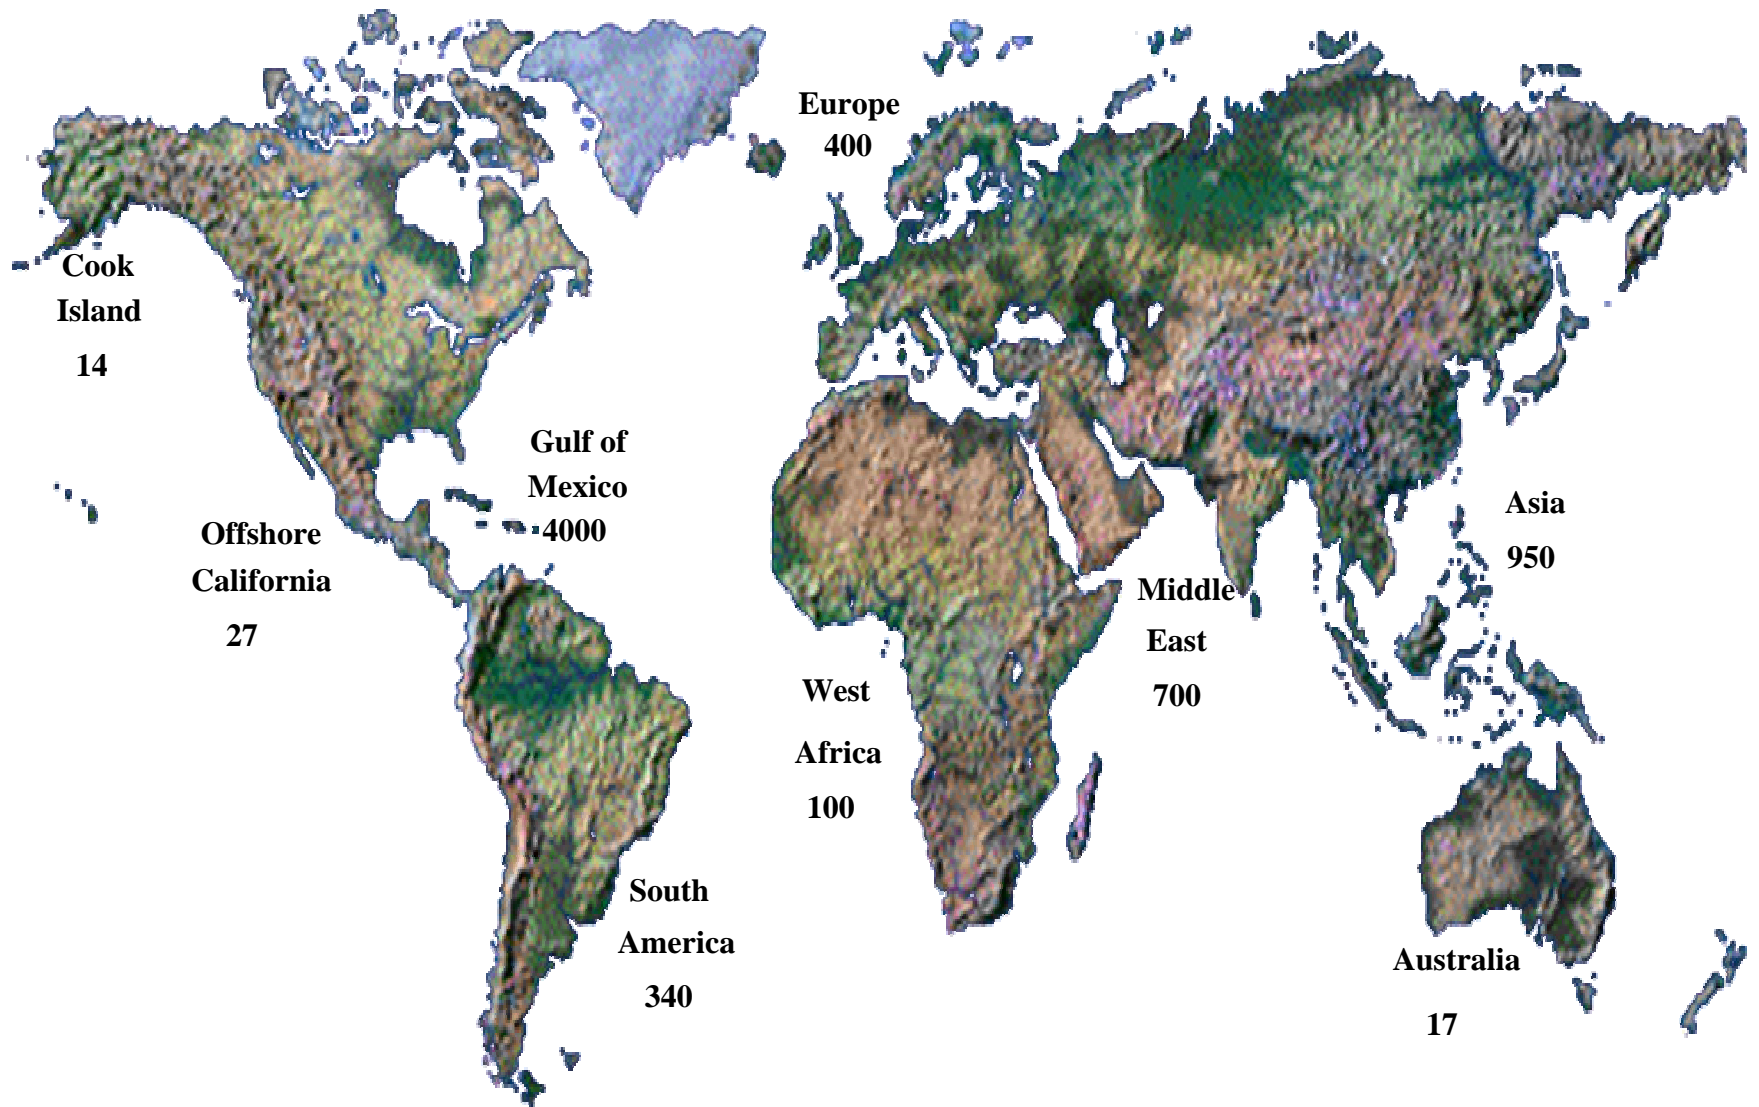 Europe
400
Cook
Island
14
Gulf of
Mexico
4000
Offshore
California
27
Asia
950
Middle
East
700
West
Africa
100
South
America
340
Australia
17